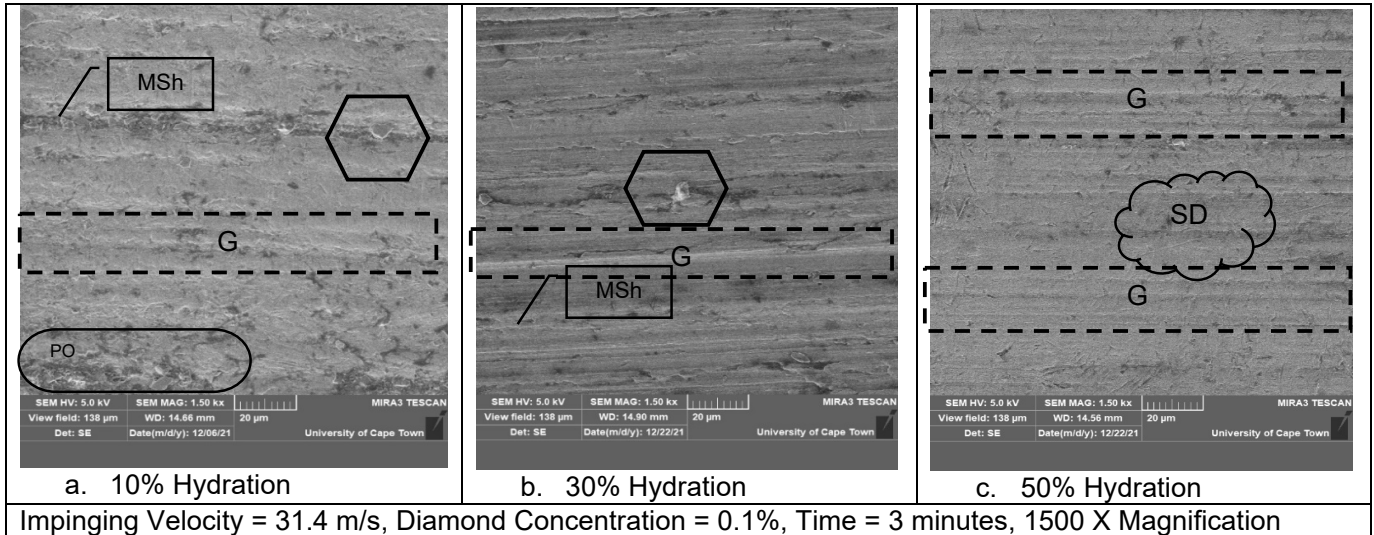 MSh
G
PO
SEM HV: 5.0 kV SEM MAG: 1.50 kx MIRA3 TESCAN
View field: 138 µm WD: 14.66 mm 20 µm
Det: SE Date(m/d/y): 12/06/21 University of Cape Town
a. 10% Hydration
G
MSh
SEM HV: 5.0 kV SEM MAG: 1.50 kx MIRA3 TESCAN
View field: 138 µm WD: 14.90 mm 20 µm
Det: SE Date(m/d/y): 12/22/21 University of Cape Town
b. 30% Hydration
G
SD
G
SEM HV: 5.0 kV SEM MAG: 1.50 kx MIRA3 TESCAN
View field: 138 µm WD: 14.56 mm 20 µm
Det: SE Date(m/d/y): 12/22/21 University of Cape Town
c. 50% Hydration
Impinging Velocity = 31.4 m/s, Diamond Concentration = 0.1%, Time = 3 minutes, 1500 X Magnification